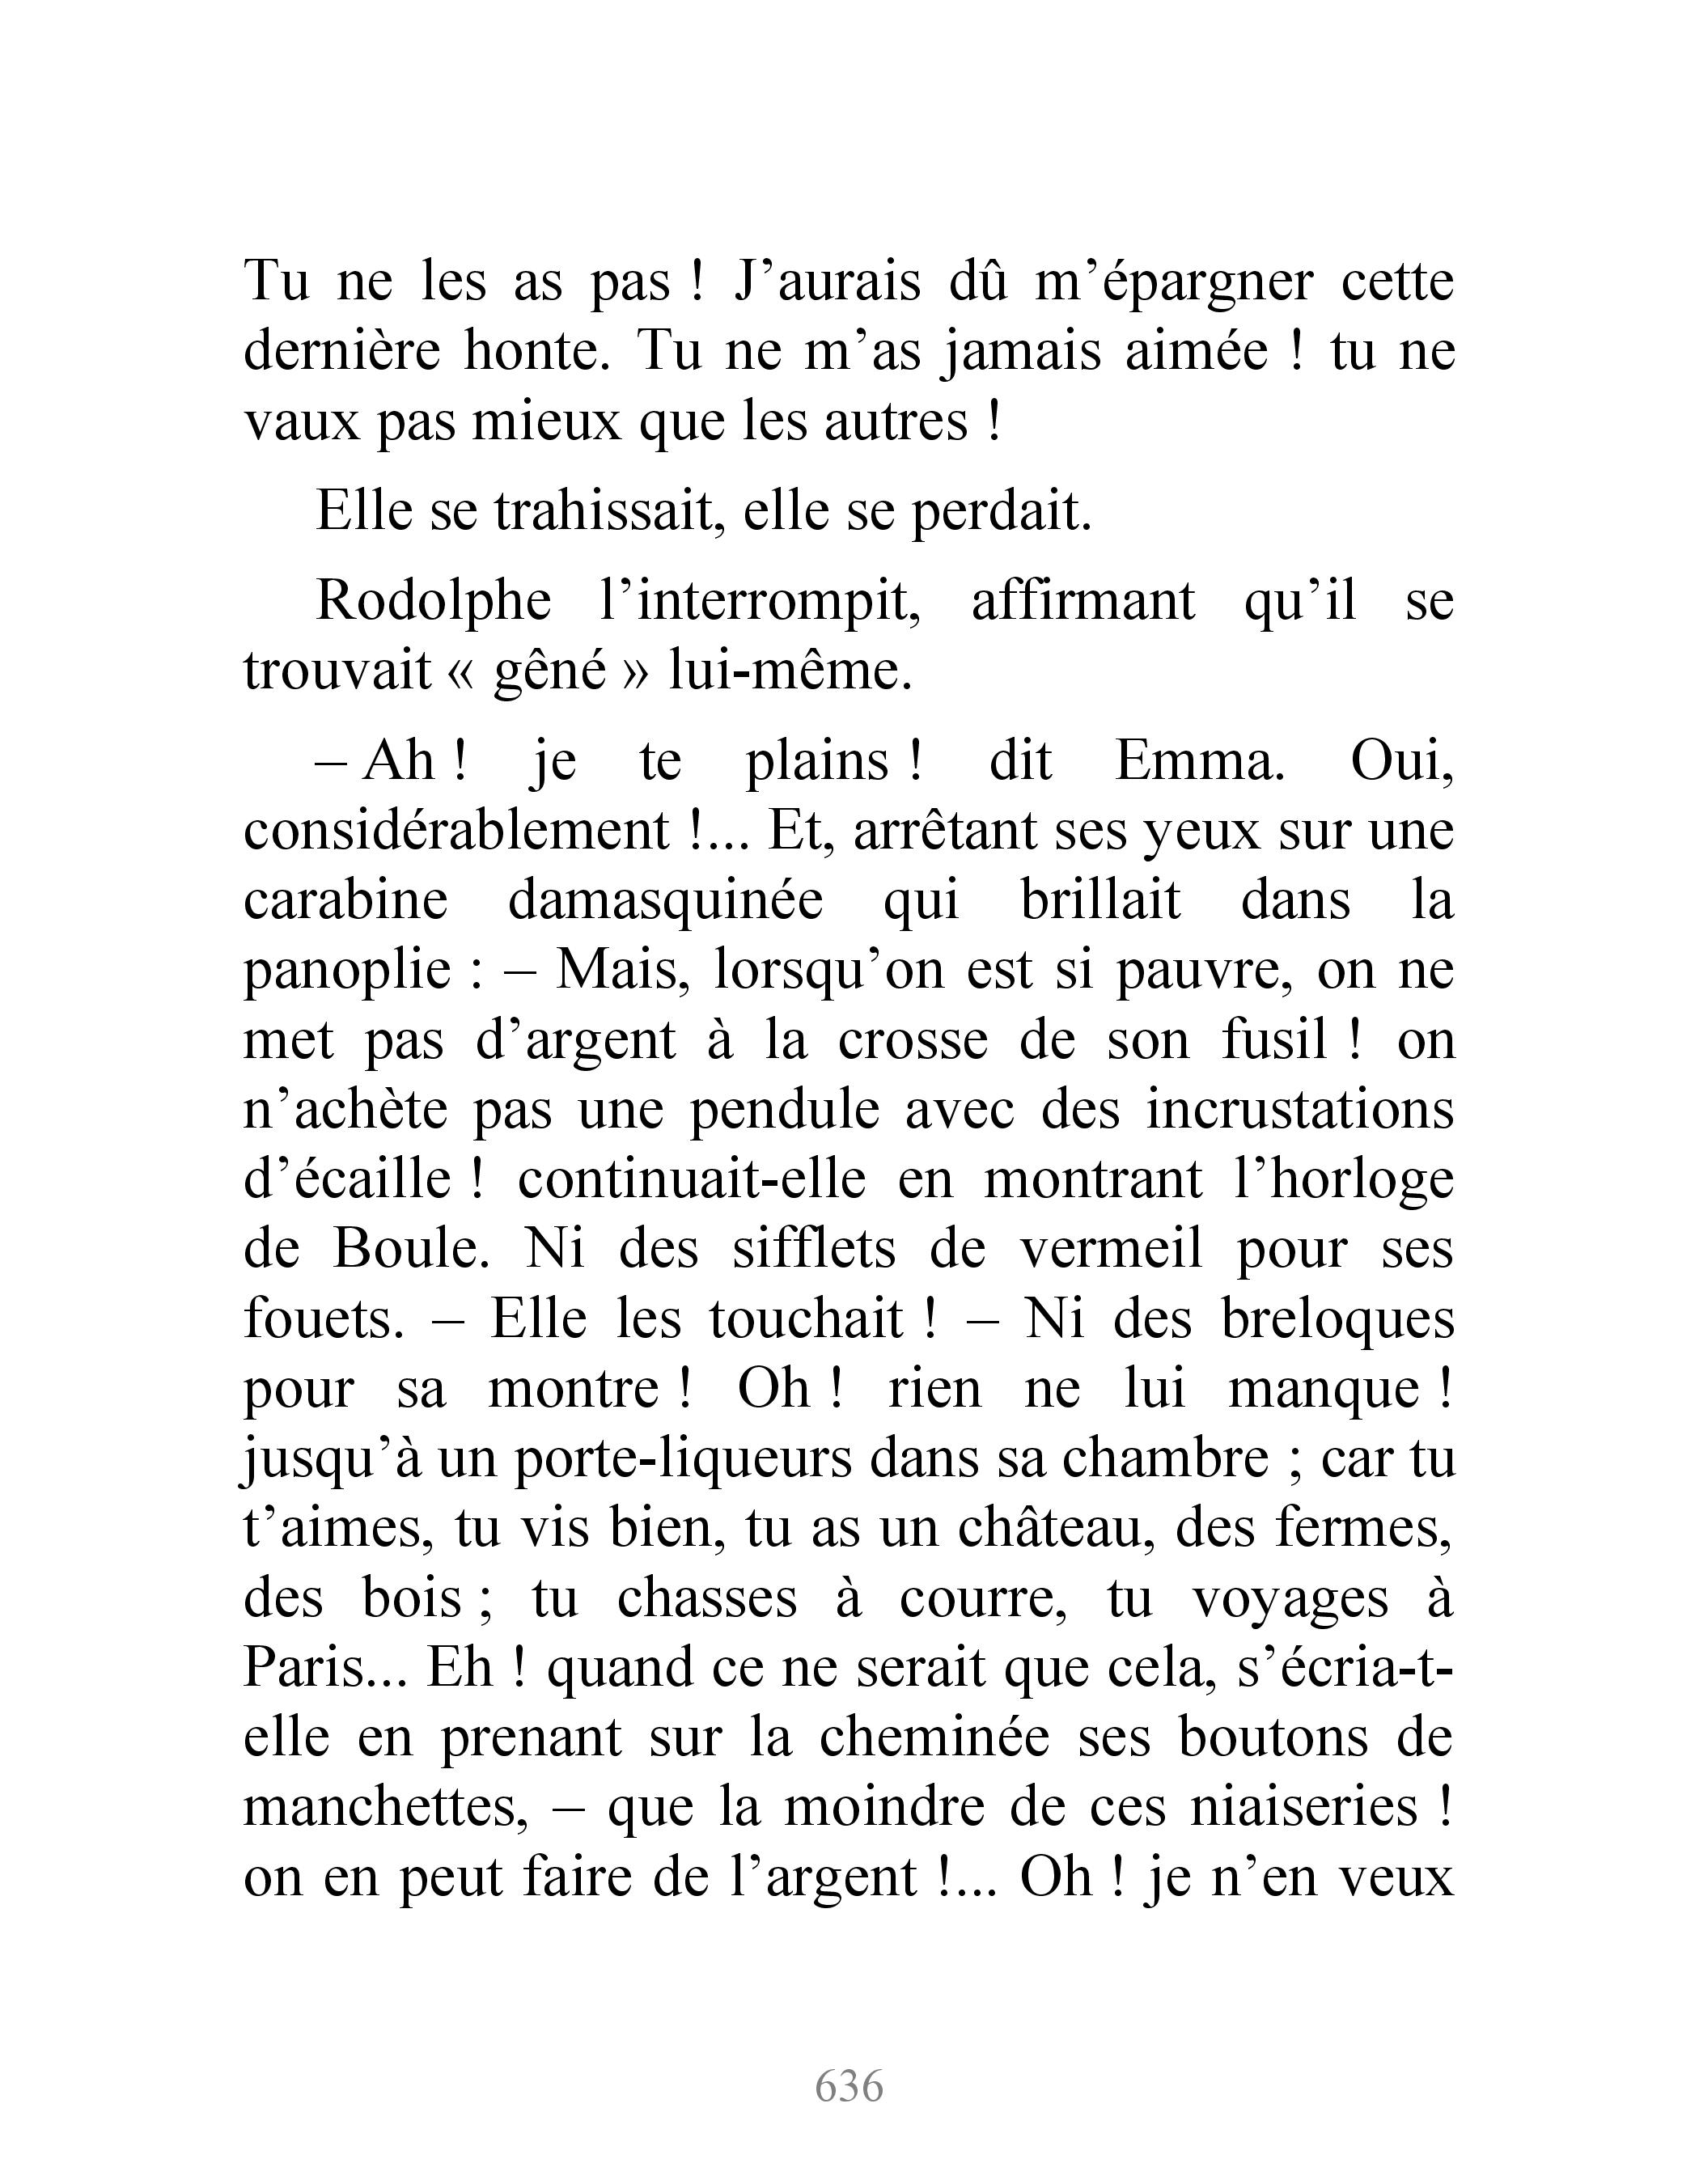 Tu ne les as pas ! J’aurais dû m’épargner cette
dernière honte. Tu ne m’as jamais aimée ! tu ne
vaux pas mieux que les autres !
Elle se trahissait, elle se perdait.
Rodolphe l’interrompit, affirmant qu’il se
trouvait « gêné » lui-même.
– Ah ! je te plains ! dit Emma. Oui,
considérablement !... Et, arrêtant ses yeux sur une
carabine damasquinée qui brillait dans la
panoplie : – Mais, lorsqu’on est si pauvre, on ne
met pas d’argent à la crosse de son fusil ! on
n’achète pas une pendule avec des incrustations
d’écaille ! continuait-elle en montrant l’horloge
de Boule. Ni des sifflets de vermeil pour ses
fouets. – Elle les touchait ! – Ni des breloques
pour sa montre ! Oh ! rien ne lui manque !
jusqu’à un porte-liqueurs dans sa chambre ; car tu
t’aimes, tu vis bien, tu as un château, des fermes,
des bois ; tu chasses à courre, tu voyages à
Paris... Eh ! quand ce ne serait que cela, s’écria-t-
elle en prenant sur la cheminée ses boutons de
manchettes, – que la moindre de ces niaiseries !
on en peut faire de l’argent !... Oh ! je n’en veux
636